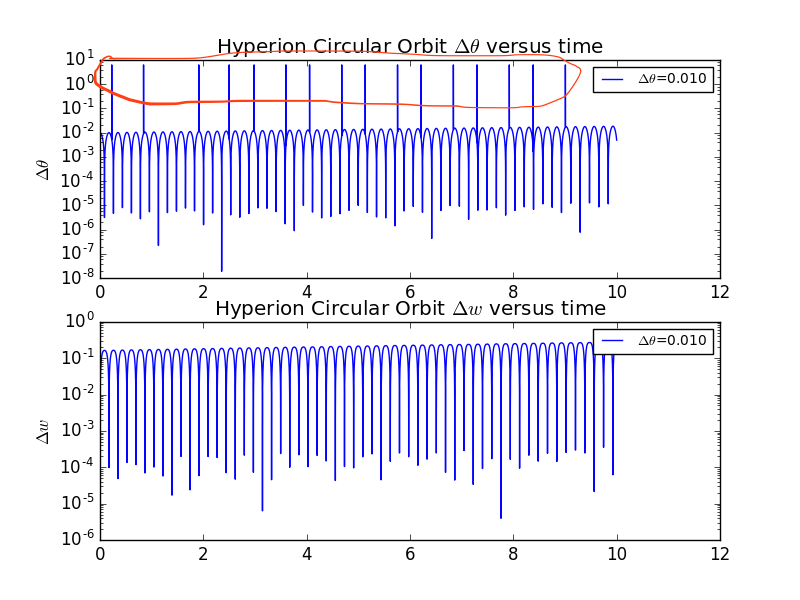 Hyperion Circular Orbit Δθ versus time
10^1
10^0
10^-1
10^-2
10^-3
10^-4
10^-5
10^-6
10^-7
10^-8
Δθ
Δθ=0.010
0 2 4 6 8 10 12
Hyperion Circular Orbit Δw versus time
10^0
10^-1
10^-2
10^-3
10^-4
10^-5
10^-6
Δw
Δθ=0.010
0 2 4 6 8 10 12